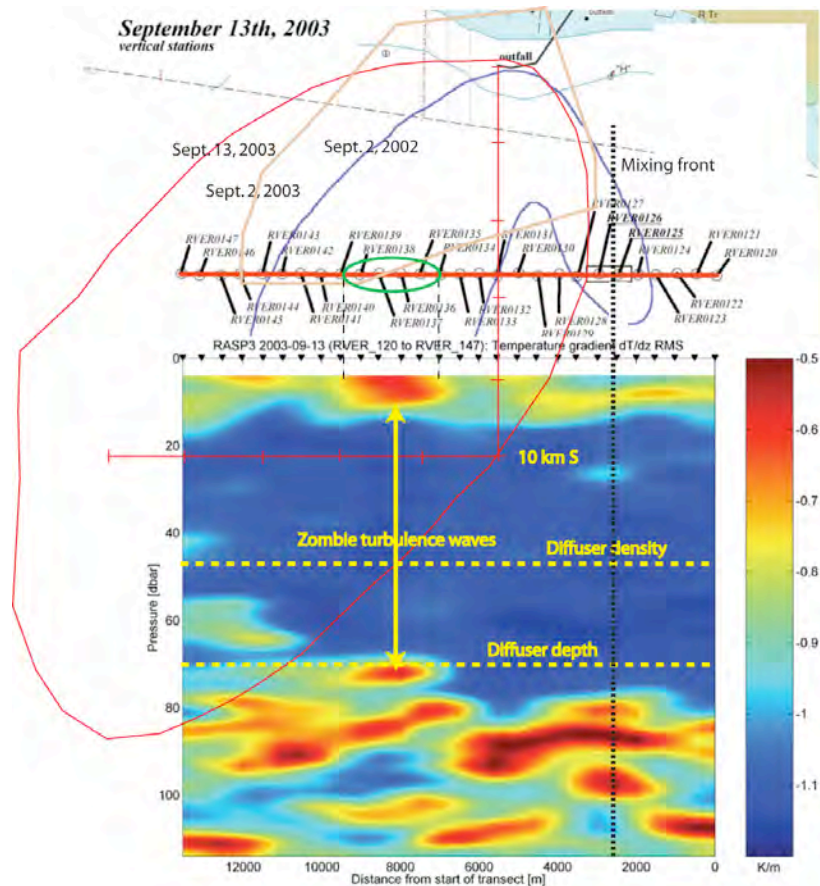 September 13th, 2003
vertical stations
outfall
R Tr
outfall
"H"
Sept. 13, 2003
Sept. 2, 2002
Mixing front
Sept. 2, 2003
RVER0147
RVER0146
RVER0143
RVER0142
RVER0139
RVER0138
RVER0135
RVER0134
RVER0131
RVER0130
RVER0127
RVER0126
RVER0125
RVER0124
RVER0121
RVER0120
RVER0145
RVER0144
RVER0141
RVER0140
RVER0137
RVER0136
RVER0133
RVER0132
RVER0129
RVER0128
RVER0123
RVER0122
RASP3 2003-09-13 (RVER_120 to RVER_147): Temperature gradient dT/dz RMS
0
20
40
60
80
100
Pressure [dbar]
10 km S
Zombie turbulence waves
Diffuser density
Diffuser depth
12000 10000 8000 6000 4000 2000 0
Distance from start of transect [m]
-0.5
-0.6
-0.7
-0.8
-0.9
-1
-1.1
K/m